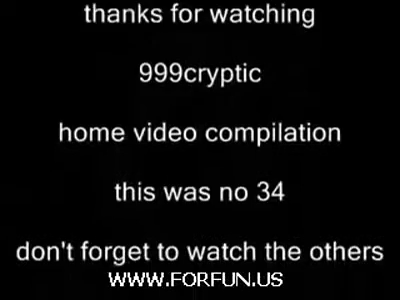 thanks for watching
999cryptic
home video compilation
this was no 34
don't forget to watch the others
WWW.FORFUN.US